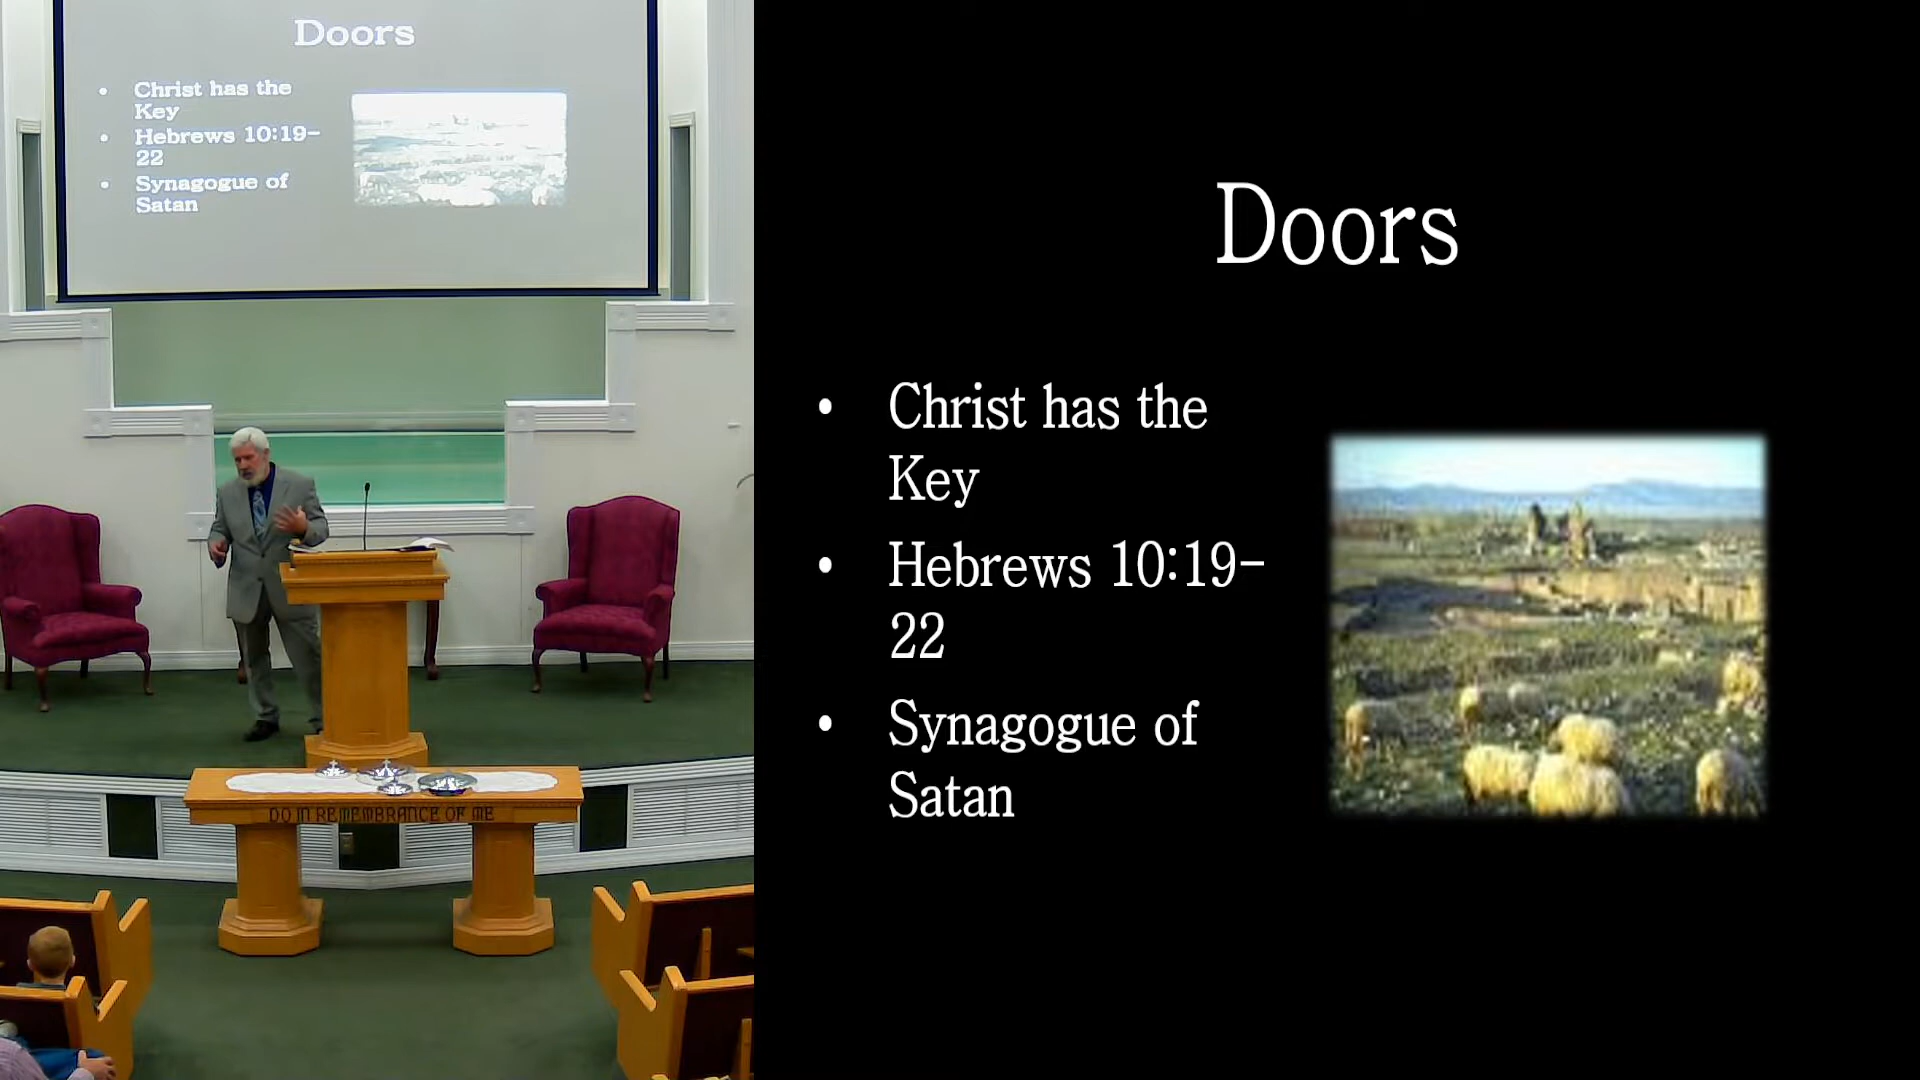 Doors
• Christ has the
Key
• Hebrews 10:19-
22
• Synagogue of
Satan
DO IN REMEMBRANCE OF ME
Doors
• Christ has the
Key
• Hebrews 10:19-
22
• Synagogue of
Satan